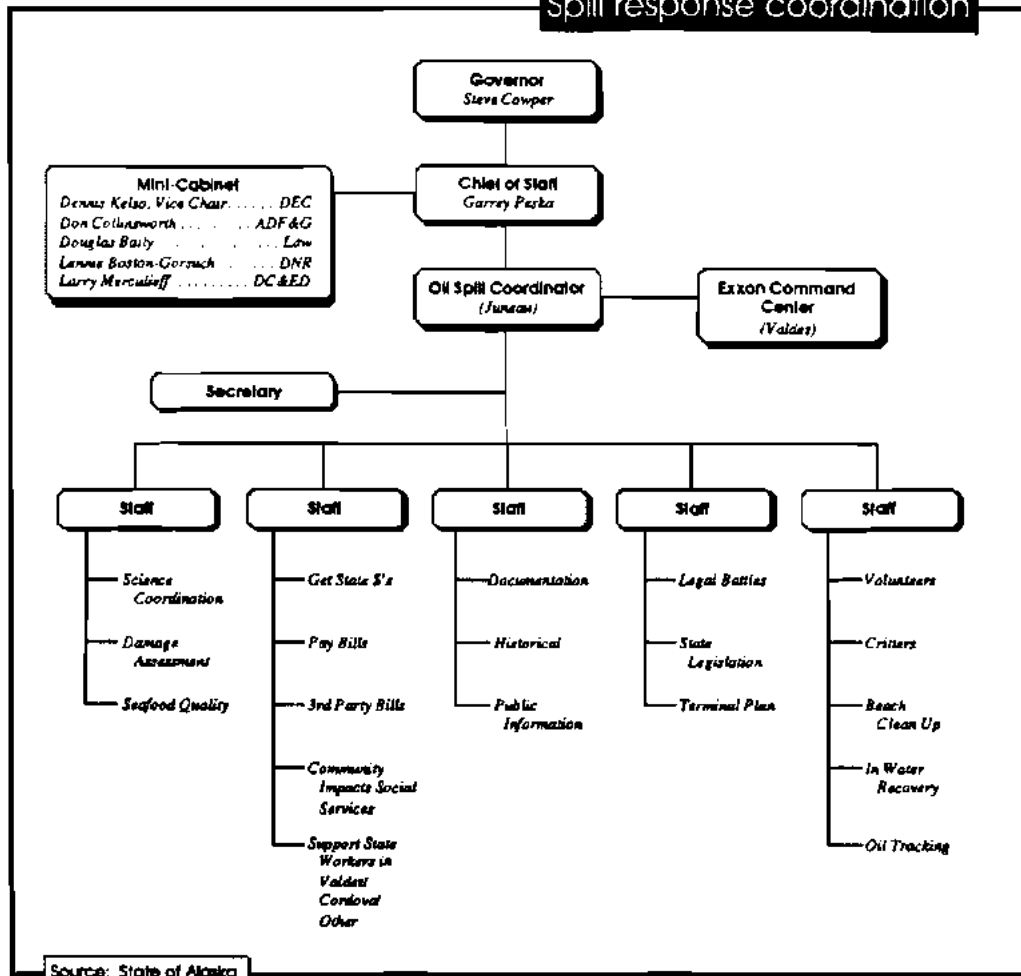 Spill response coordination
Governor
Steve Cowper
Mini-Cabinet
Dennis Kelso, Vice Chair . . . . . . DEC
Don Collinsworth . . . . . . . . ADF&G
Douglas Baily . . . . . Law
Lennie Boston-Gorsuch . . . . . DNR
Larry Merculieff . . . . . . . . . DC&ED
Chief of Staff
Garrey Peska
Oil Spill Coordinator
(Juneau)
Exxon Command
Center
(Valdez)
Secretary
Staff
Science
Coordination
Damage
Assessment
Seafood Quality
Staff
Get State $'s
Pay Bills
3rd Party Bills
Community
Impacts Social
Services
Support State
Workers in
Valdez/
Cordova/
Other
Staff
Documentation
Historical
Public
Information
Staff
Legal Battles
State
Legislation
Terminal Plan
Staff
Volunteers
Critters
Beach
Clean Up
In Water
Recovery
Oil Tracking
Source: State of Alaska